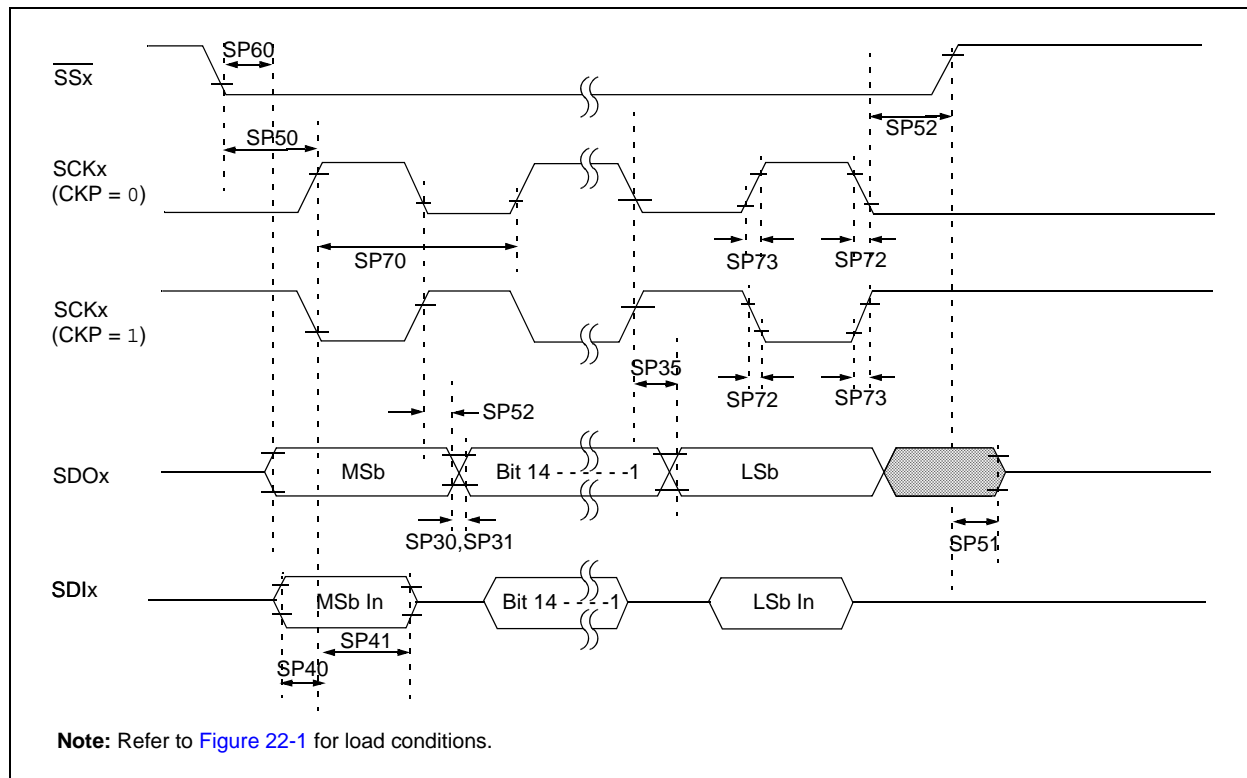 SP60
SSx
SP50
SP52
SCKx
(CKP = 0)
SP70
SP73
SP72
SCKx
(CKP = 1)
SP35
SP72
SP73
SP52
SDOx
MSb
Bit 14 - - - - - -1
LSb
SP30,SP31
SP51
SDIx
MSb In
Bit 14 - - - -1
LSb In
SP41
SP40
Note: Refer to Figure 22-1 for load conditions.